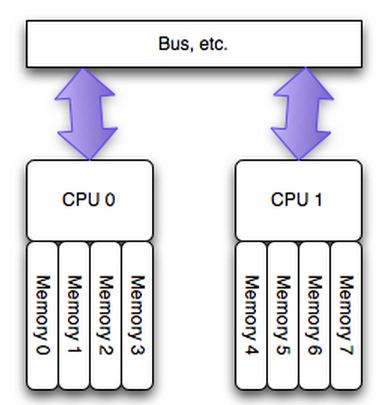 Bus, etc.
CPU 0
CPU 1
Memory 0
Memory 1
Memory 2
Memory 3
Memory 4
Memory 5
Memory 6
Memory 7